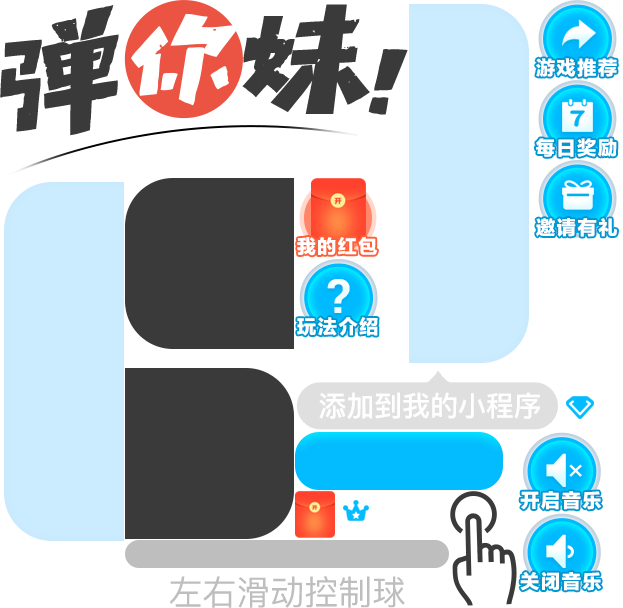 弹你妹!
游戏推荐
7
每日奖励
邀请有礼
开
我的红包
?
玩法介绍
添加到我的小程序
开启音乐
开
关闭音乐
左右滑动控制球